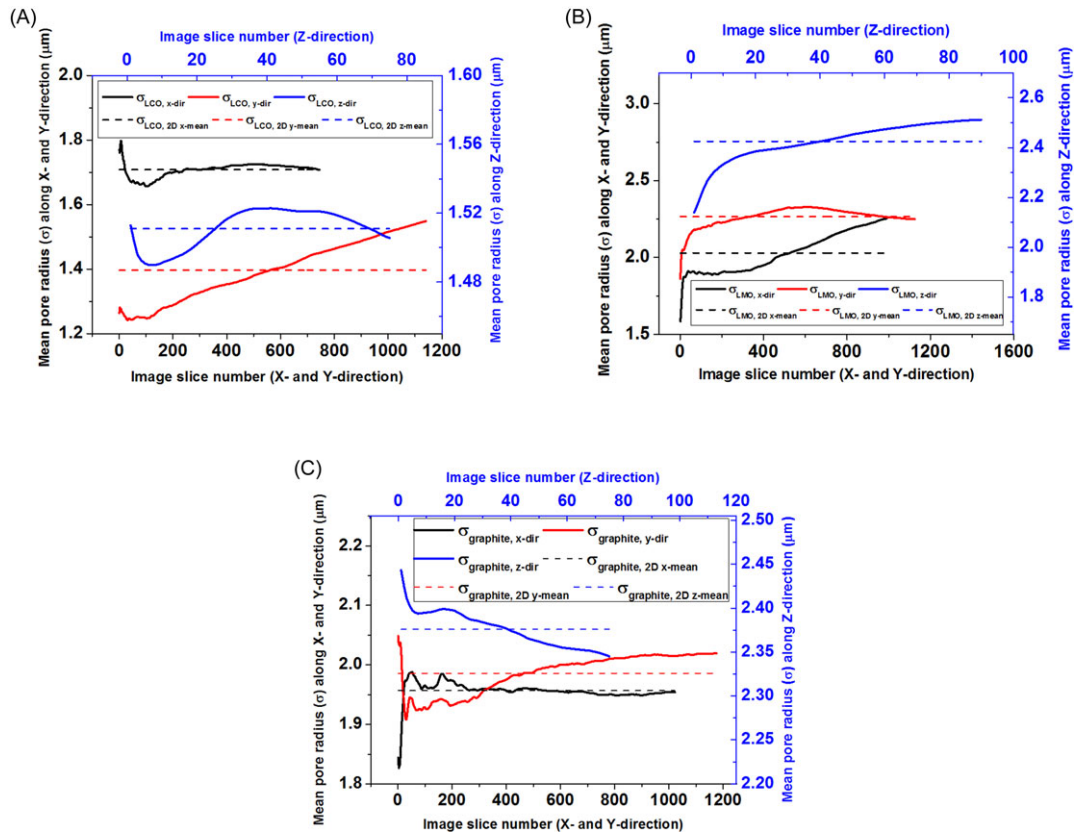 (A)
Image slice number (Z-direction)
0 20 40 60 80
Mean pore radius (σ) along X- and Y-direction (μm)
2.0
1.8
1.6
1.4
1.2
σLCO, x-dir σLCO, y-dir σLCO, z-dir
σLCO, 2D x-mean σLCO, 2D y-mean σLCO, 2D z-mean
1.60
1.56
1.52
1.48
Mean pore radius (σ) along Z-direction (μm)
0 200 400 600 800 1000 1200
Image slice number (X- and Y-direction)
(B)
Image slice number (Z-direction)
0 20 40 60 80 100
Mean pore radius (σ) along X- and Y-direction (μm)
3.0
2.5
2.0
1.5
2.6
2.4
2.2
2.0
1.8
Mean pore radius (σ) along Z-direction (μm)
σLMO, x-dir σLMO, y-dir σLMO, z-dir
σLMO, 2D x-mean σLMO, 2D y-mean σLMO, 2D z-mean
0 400 800 1200 1600
Image slice number (X- and Y-direction)
(C)
Image slice number (Z-direction)
0 20 40 60 80 100 120
Mean pore radius (σ) along X- and Y-direction (μm)
2.2
2.1
2.0
1.9
1.8
σgraphite, x-dir σgraphite, y-dir
σgraphite, z-dir σgraphite, 2D x-mean
σgraphite, 2D y-mean σgraphite, 2D z-mean
2.50
2.45
2.40
2.35
2.30
2.25
2.20
Mean pore radius (σ) along Z-direction (μm)
0 200 400 600 800 1000 1200
Image slice number (X- and Y-direction)